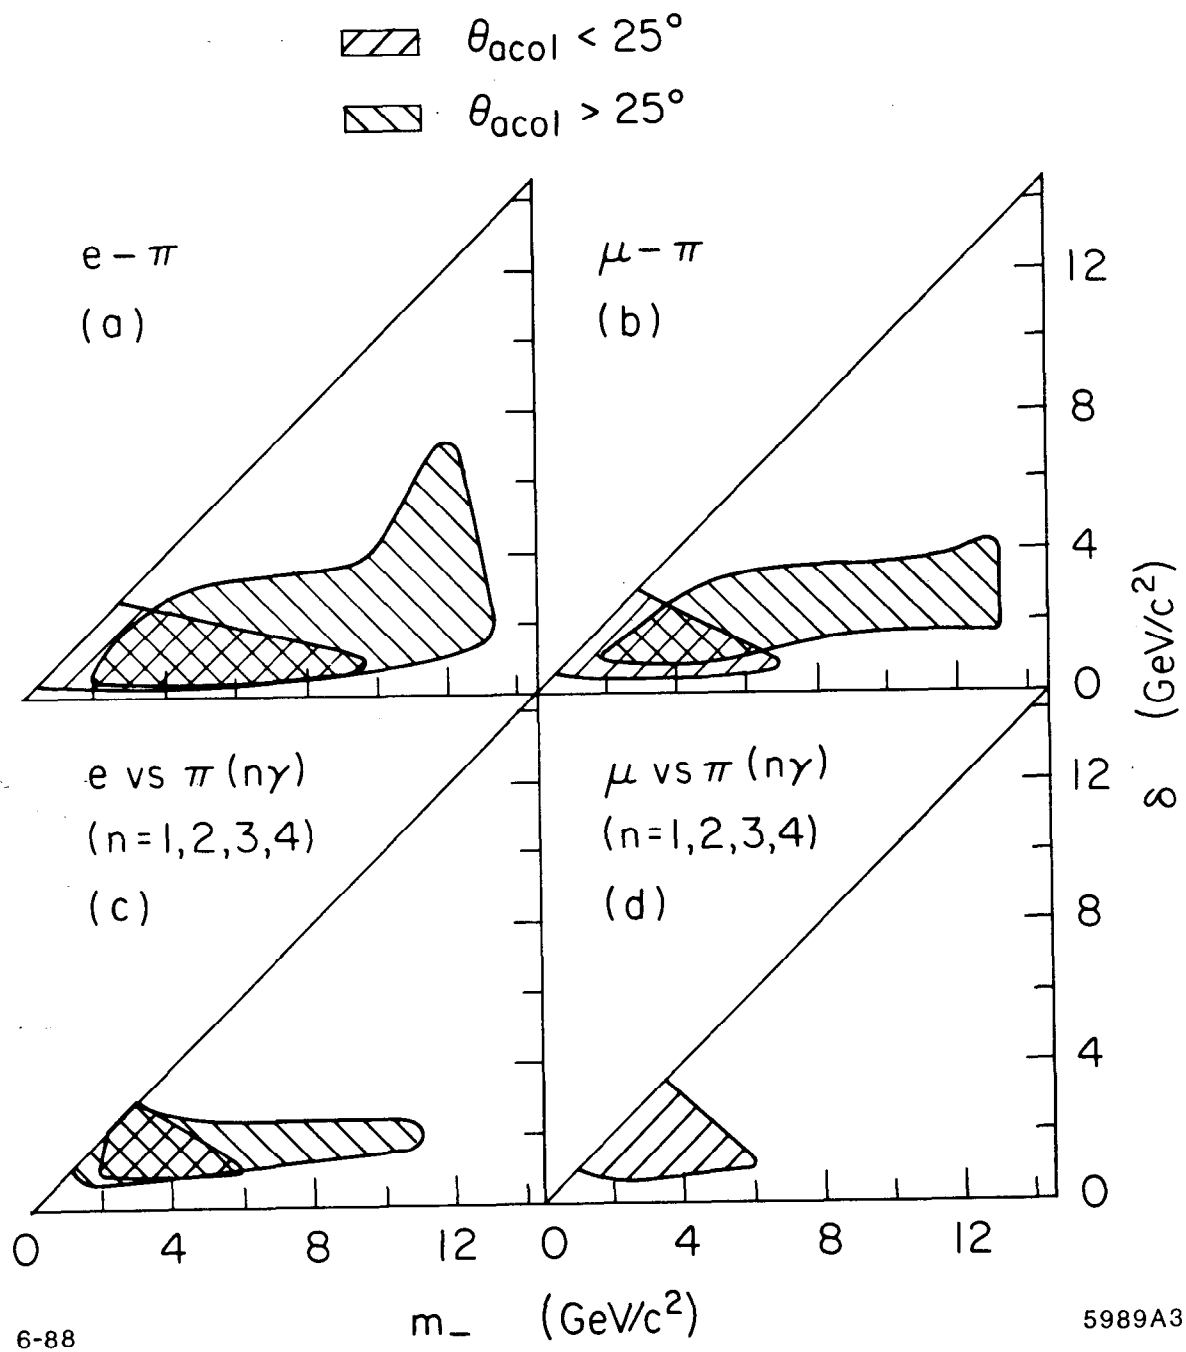 θacol < 25°
θacol > 25°
e - π
(a)
μ - π
(b)
12
8
4
0
δ (GeV/c²)
e vs π (nγ)
(n=1,2,3,4)
(c)
μ vs π (nγ)
(n=1,2,3,4)
(d)
12
8
4
0
0 4 8 12 0 4 8 12
m_ (GeV/c²)
6-88
5989A3